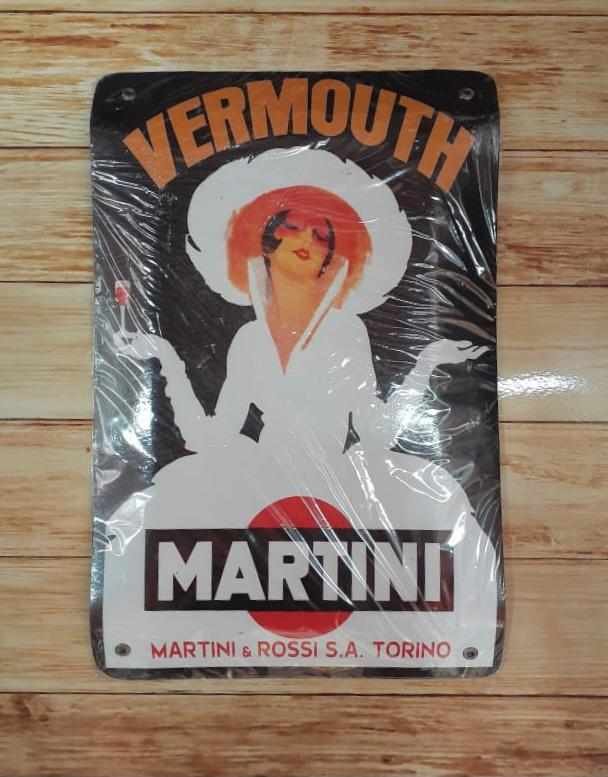 VERMOUTH
MARTINI
MARTINI & ROSSI S.A. TORINO